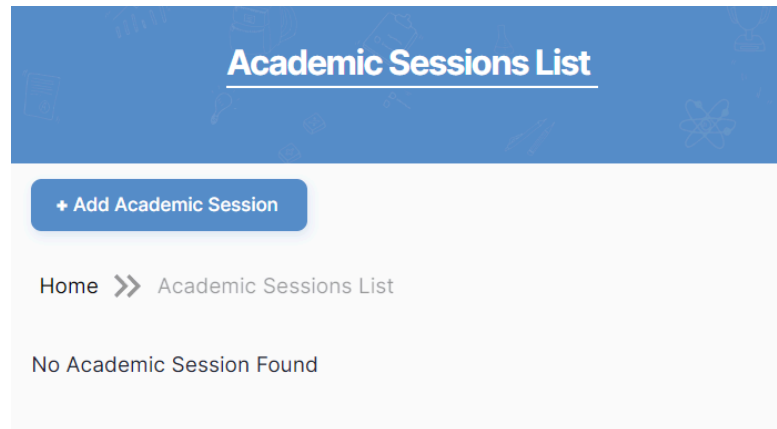 Academic Sessions List
+ Add Academic Session
Home >> Academic Sessions List
No Academic Session Found